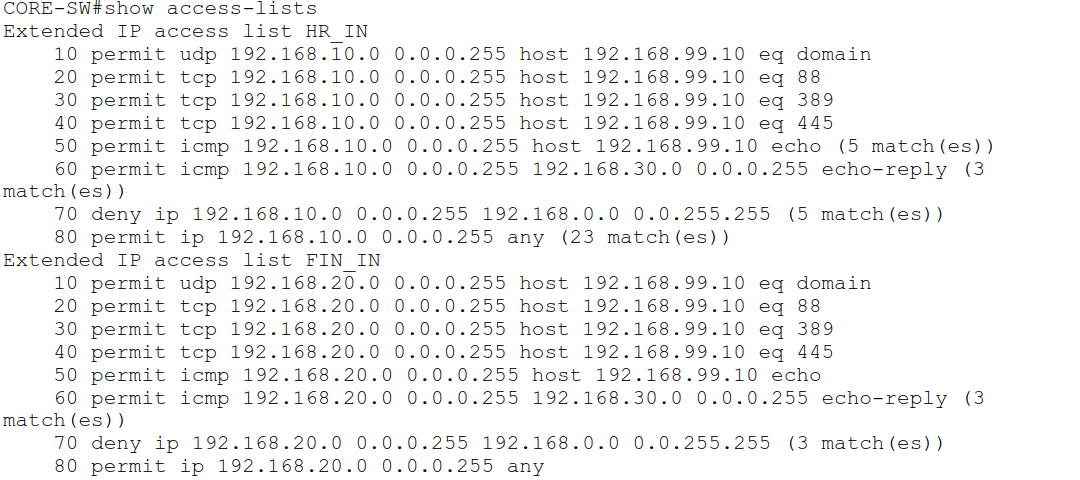 CORE-SW#show access-lists
Extended IP access list HR_IN
    10 permit udp 192.168.10.0 0.0.0.255 host 192.168.99.10 eq domain
    20 permit tcp 192.168.10.0 0.0.0.255 host 192.168.99.10 eq 88
    30 permit tcp 192.168.10.0 0.0.0.255 host 192.168.99.10 eq 389
    40 permit tcp 192.168.10.0 0.0.0.255 host 192.168.99.10 eq 445
    50 permit icmp 192.168.10.0 0.0.0.255 host 192.168.99.10 echo (5 match(es))
    60 permit icmp 192.168.10.0 0.0.0.255 192.168.30.0 0.0.0.255 echo-reply (3
match(es))
    70 deny ip 192.168.10.0 0.0.0.255 192.168.0.0 0.0.255.255 (5 match(es))
    80 permit ip 192.168.10.0 0.0.0.255 any (23 match(es))
Extended IP access list FIN_IN
    10 permit udp 192.168.20.0 0.0.0.255 host 192.168.99.10 eq domain
    20 permit tcp 192.168.20.0 0.0.0.255 host 192.168.99.10 eq 88
    30 permit tcp 192.168.20.0 0.0.0.255 host 192.168.99.10 eq 389
    40 permit tcp 192.168.20.0 0.0.0.255 host 192.168.99.10 eq 445
    50 permit icmp 192.168.20.0 0.0.0.255 host 192.168.99.10 echo
    60 permit icmp 192.168.20.0 0.0.0.255 192.168.30.0 0.0.0.255 echo-reply (3
match(es))
    70 deny ip 192.168.20.0 0.0.0.255 192.168.0.0 0.0.255.255 (3 match(es))
    80 permit ip 192.168.20.0 0.0.0.255 any